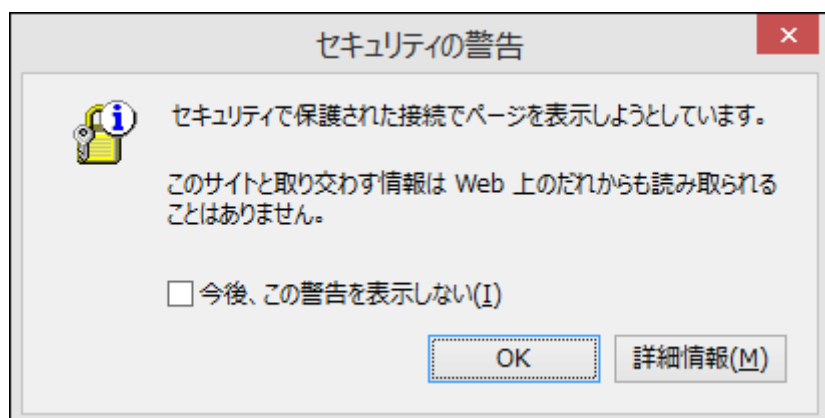 セキュリティの警告
セキュリティで保護された接続でページを表示しようとしています。
このサイトと取り交わす情報は Web 上のだれからも読み取られる
ことはありません。
今後、この警告を表示しない(I)
OK
詳細情報(M)